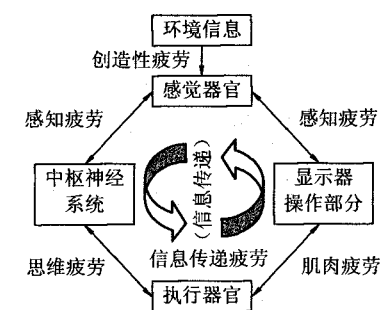 环境信息
创造性疲劳
感觉器官
感知疲劳
感知疲劳
中枢神经
系统
(信息传递)
显示器
操作部分
思维疲劳
信息传递疲劳
肌肉疲劳
执行器官